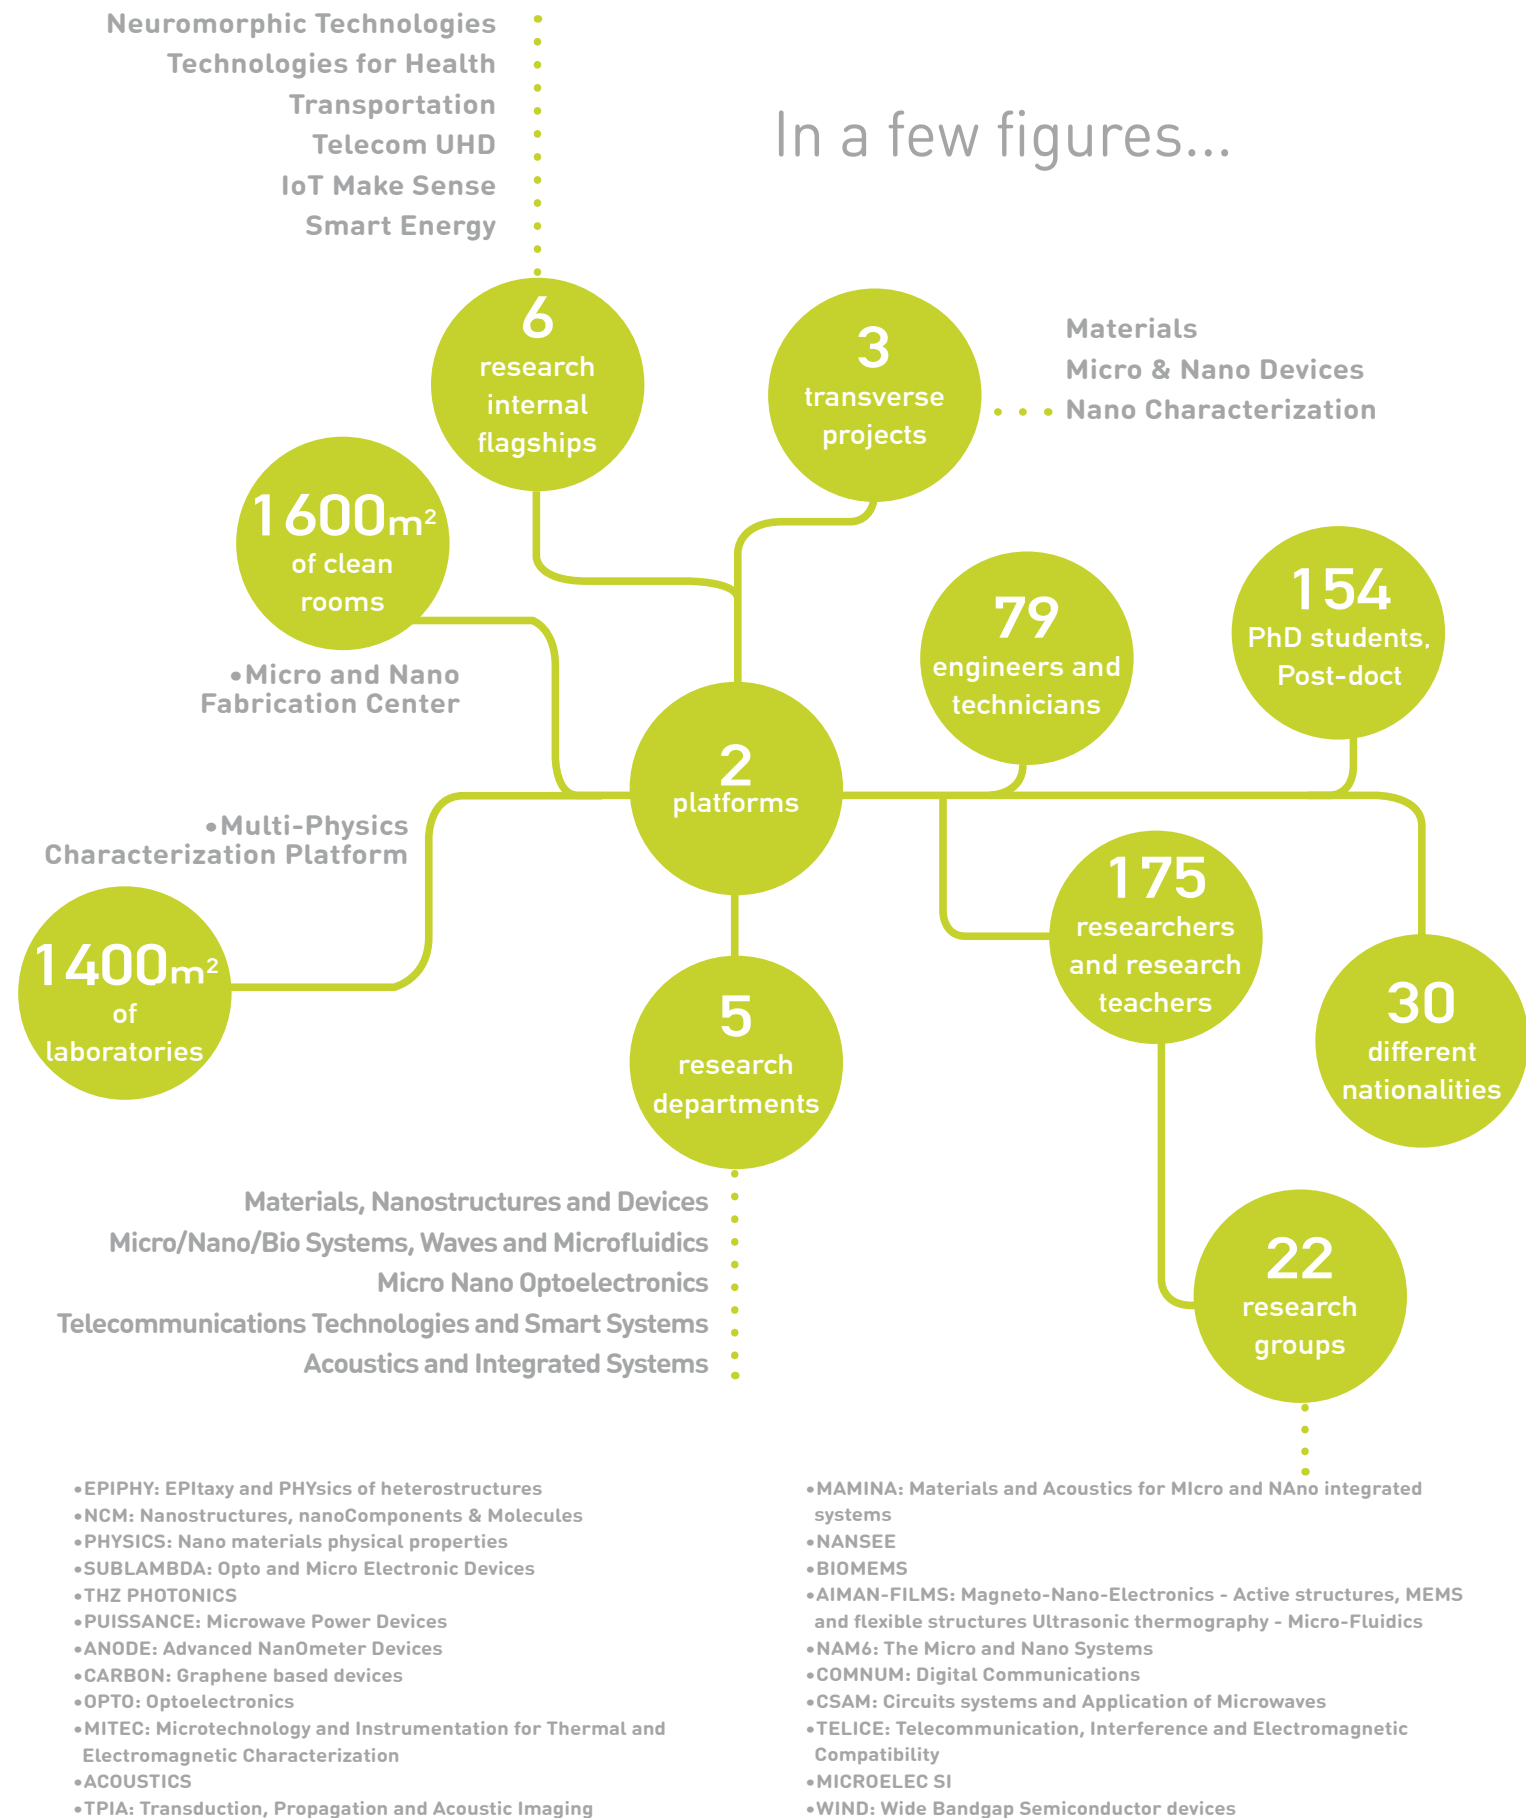 Neuromorphic Technologies
Technologies for Health
Transportation
Telecom UHD
IoT Make Sense
Smart Energy
In a few figures...
6
research
internal
flagships
3
transverse
projects
Materials
Micro & Nano Devices
Nano Characterization
1600m²
of clean
rooms
•Micro and Nano
Fabrication Center
79
engineers and
technicians
154
PhD students,
Post-doct
2
platforms
•Multi-Physics
Characterization Platform
1400m²
of
laboratories
175
researchers
and research
teachers
30
different
nationalities
5
research
departments
Materials, Nanostructures and Devices
Micro/Nano/Bio Systems, Waves and Microfluidics
Micro Nano Optoelectronics
Telecommunications Technologies and Smart Systems
Acoustics and Integrated Systems
22
research
groups
•EPIPHY: EPItaxy and PHYsics of heterostructures
•NCM: Nanostructures, nanoComponents & Molecules
•PHYSICS: Nano materials physical properties
•SUBLAMBDA: Opto and Micro Electronic Devices
•THZ PHOTONICS
•PUISSANCE: Microwave Power Devices
•ANODE: Advanced NanOmeter Devices
•CARBON: Graphene based devices
•OPTO: Optoelectronics
•MITEC: Microtechnology and Instrumentation for Thermal and
Electromagnetic Characterization
•ACOUSTICS
•TPIA: Transduction, Propagation and Acoustic Imaging
•MAMINA: Materials and Acoustics for MIcro and NAno integrated
systems
•NANSEE
•BIOMEMS
•AIMAN-FILMS: Magneto-Nano-Electronics - Active structures, MEMS
and flexible structures Ultrasonic thermography - Micro-Fluidics
•NAM6: The Micro and Nano Systems
•COMNUM: Digital Communications
•CSAM: Circuits systems and Application of Microwaves
•TELICE: Telecommunication, Interference and Electromagnetic
Compatibility
•MICROELEC SI
•WIND: Wide Bandgap Semiconductor devices